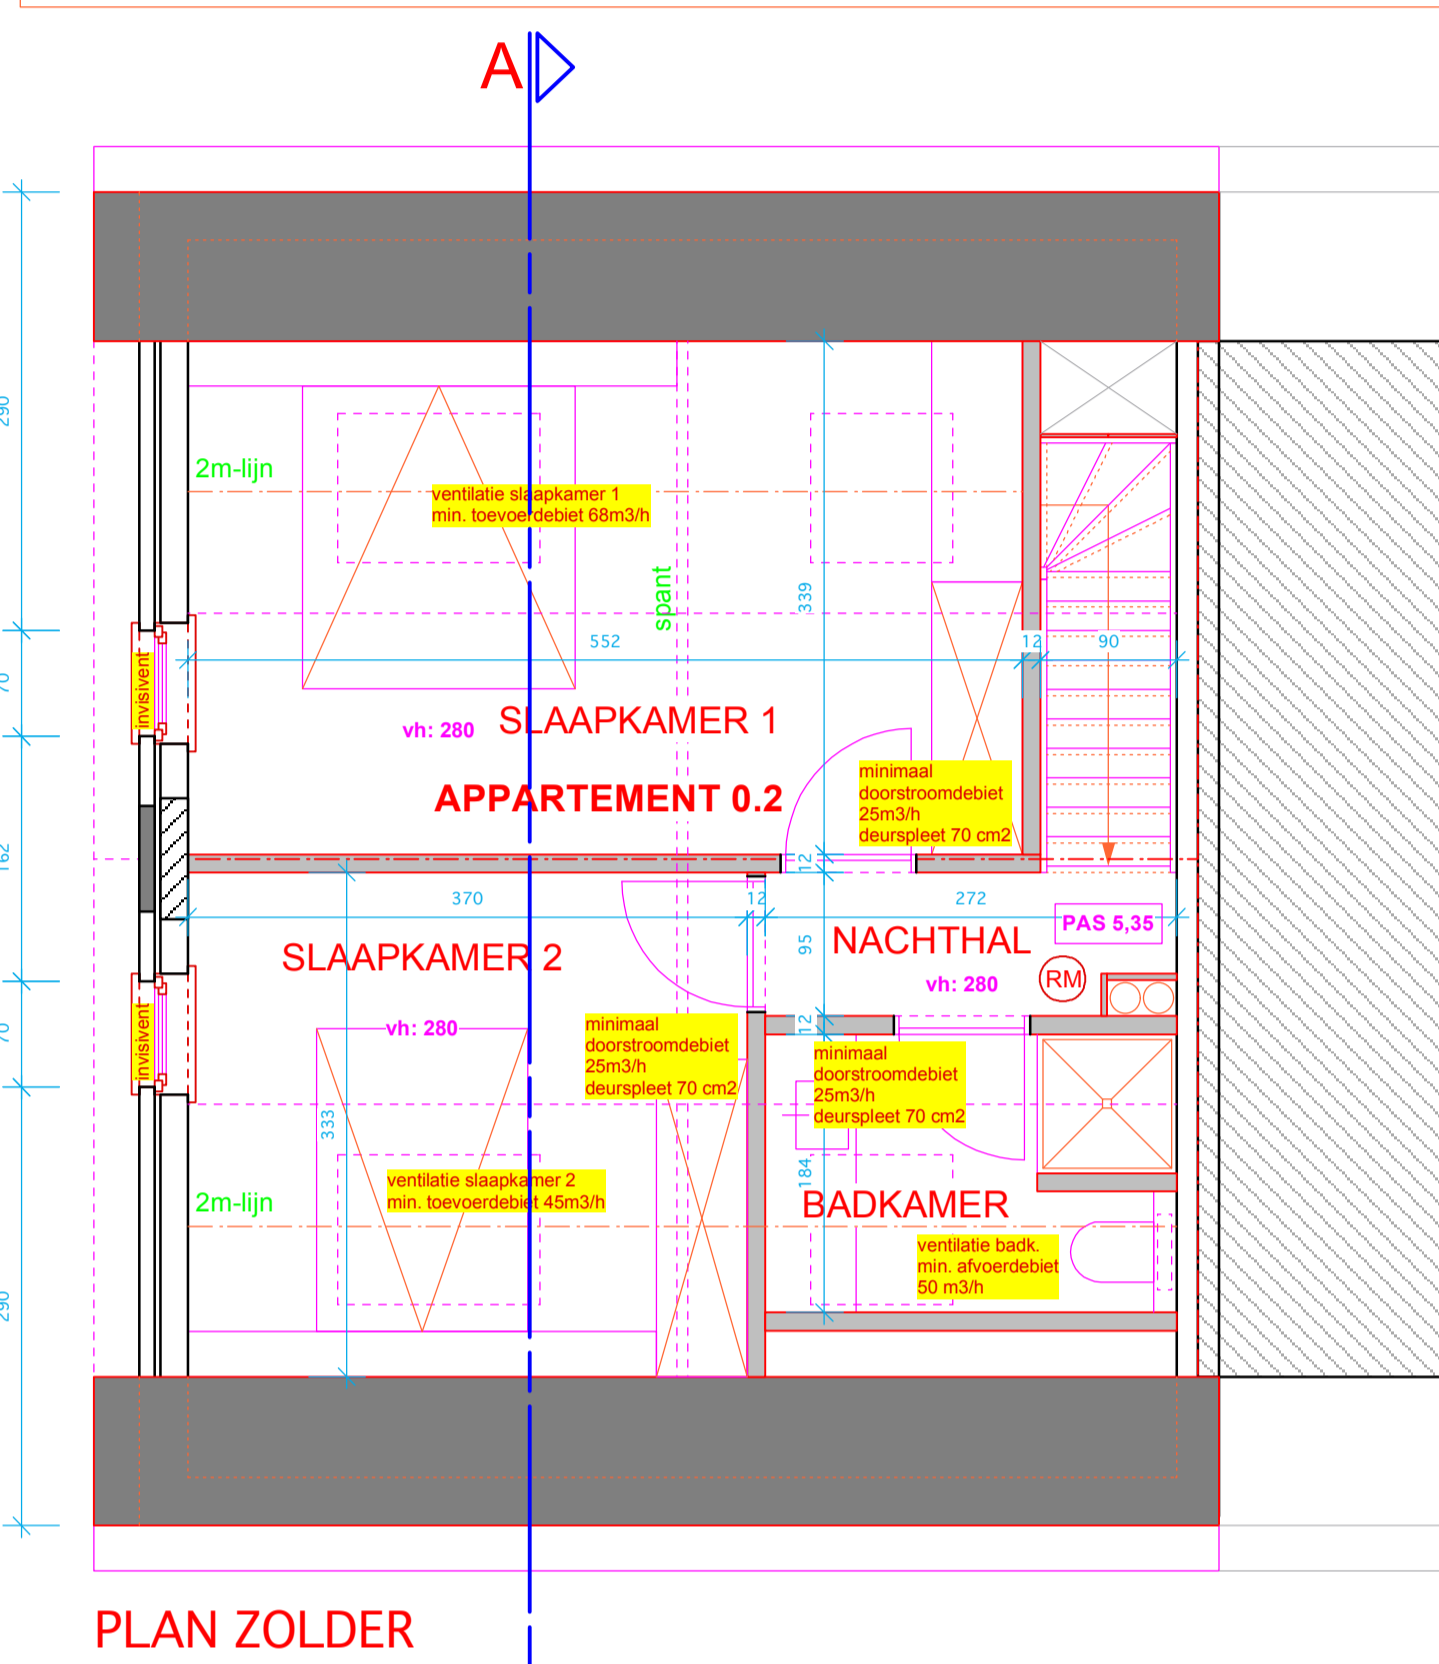 A
290
2m-lijn
ventilatie slaapkamer 1
min. toevoerdebiet 68m3/h
spant
339
552
12
90
70
invisivent
vh: 280
SLAAPKAMER 1
APPARTEMENT 0.2
minimaal
doorstroomdebiet
25m3/h
deurspleet 70 cm2
162
12
370
12
272
PAS 5,35
95
NACHTHAL
SLAAPKAMER 2
vh: 280
RM
70
invisivent
vh: 280
minimaal
doorstroomdebiet
25m3/h
deurspleet 70 cm2
12
minimaal
doorstroomdebiet
25m3/h
deurspleet 70 cm2
333
184
ventilatie slaapkamer 2
min. toevoerdebiet 45m3/h
2m-lijn
BADKAMER
ventilatie badk.
min. afvoerdebiet
50 m3/h
290
PLAN ZOLDER